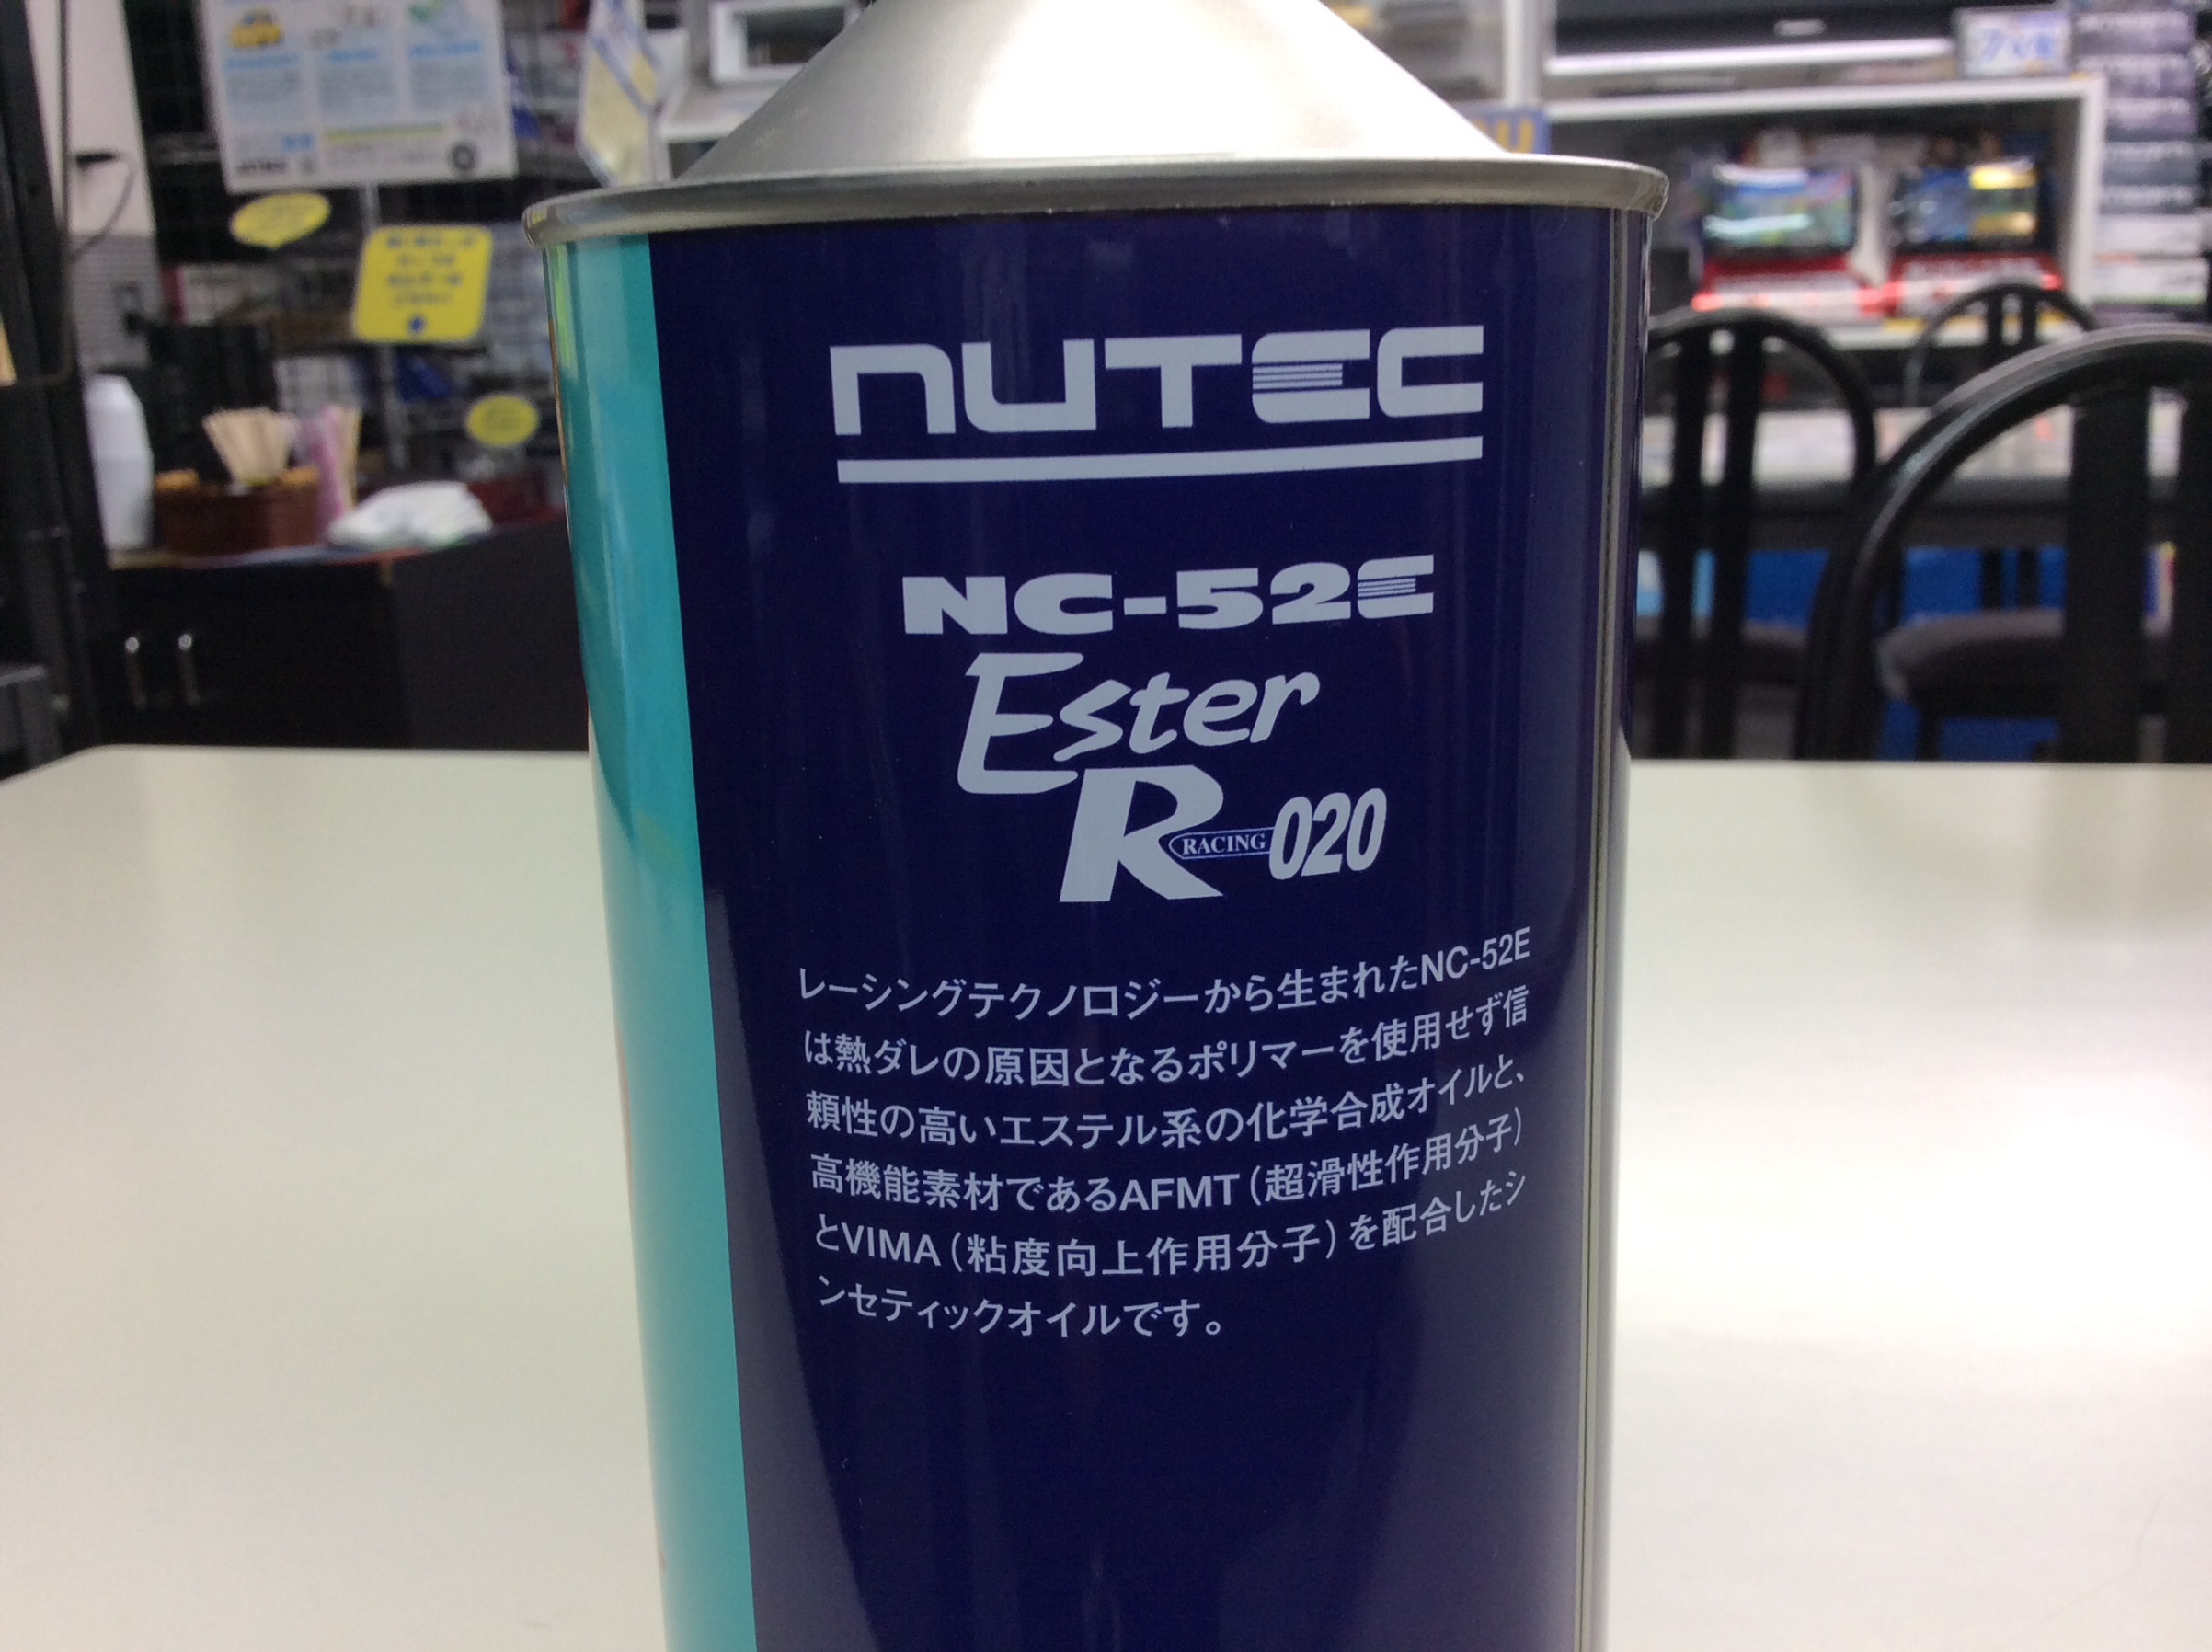 nUTEC
NC-52E
Ester
R RACING 020
レーシングテクノロジーから生まれたNC-52E
は熱ダレの原因となるポリマーを使用せず信
頼性の高いエステル系の化学合成オイルと、
高機能素材であるAFMT(超滑性作用分子)
とVIMA(粘度向上作用分子)を配合したシ
ンセティックオイルです。